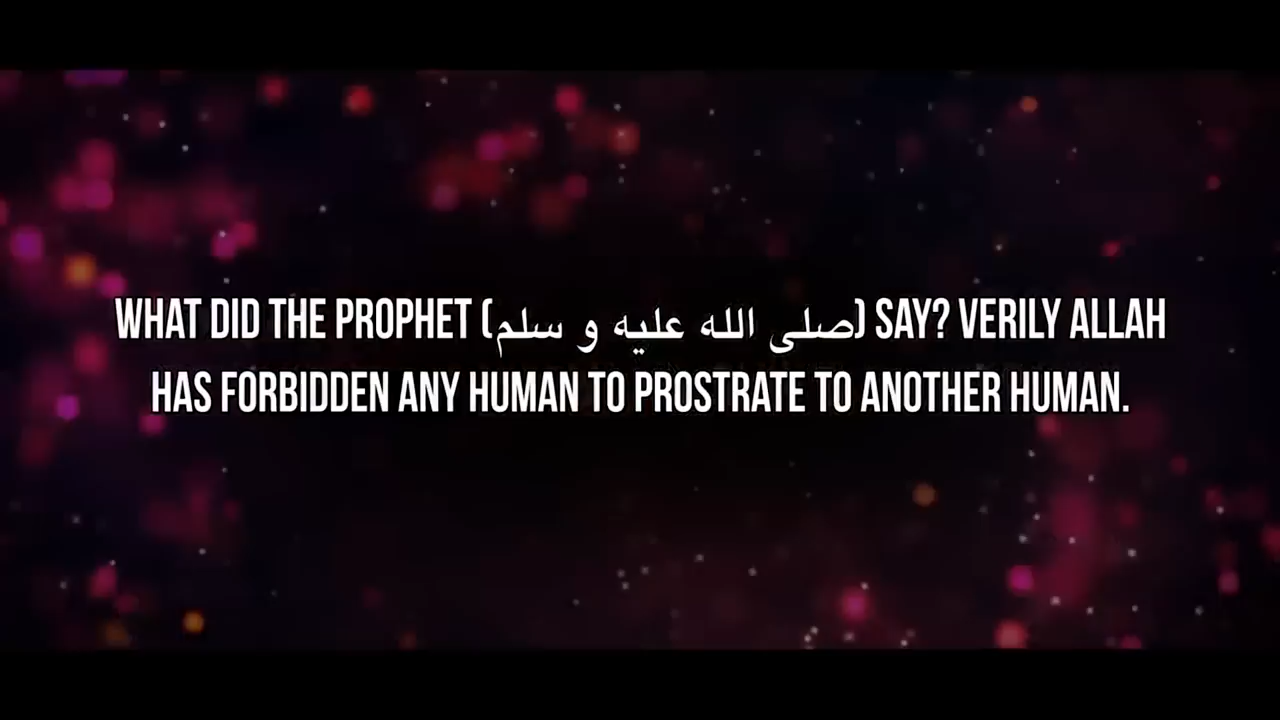 WHAT DID THE PROPHET (صلى الله عليه و سلم) SAY? VERILY ALLAH
HAS FORBIDDEN ANY HUMAN TO PROSTRATE TO ANOTHER HUMAN.